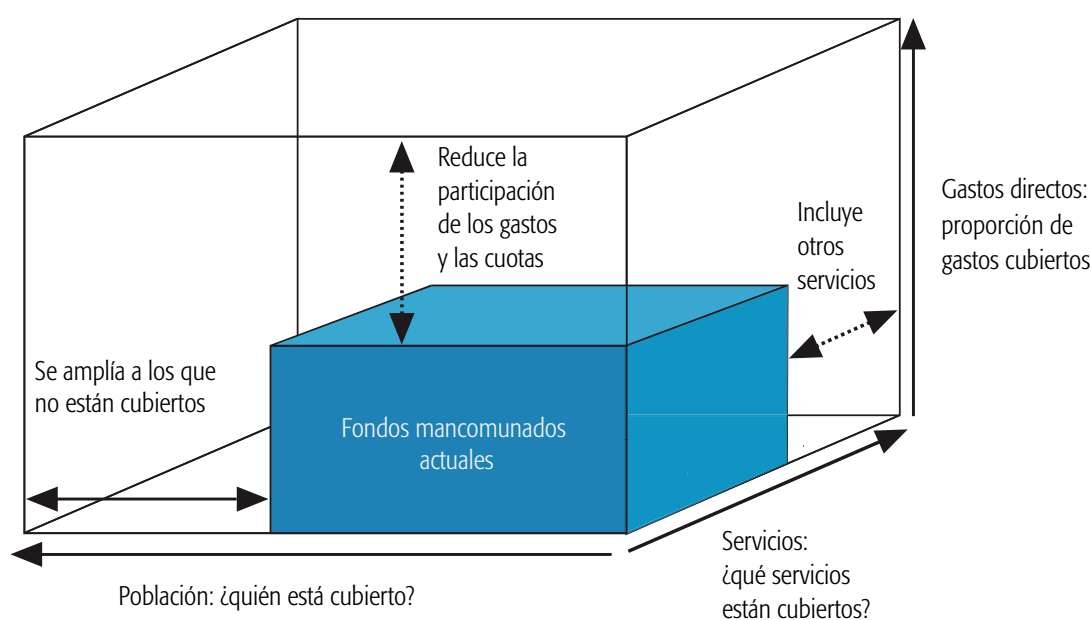 Reduce la
participación
de los gastos
y las cuotas
Incluye
otros
servicios
Gastos directos:
proporción de
gastos cubiertos
Se amplía a los que
no están cubiertos
Fondos mancomunados
actuales
Servicios:
¿qué servicios
están cubiertos?
Población: ¿quién está cubierto?